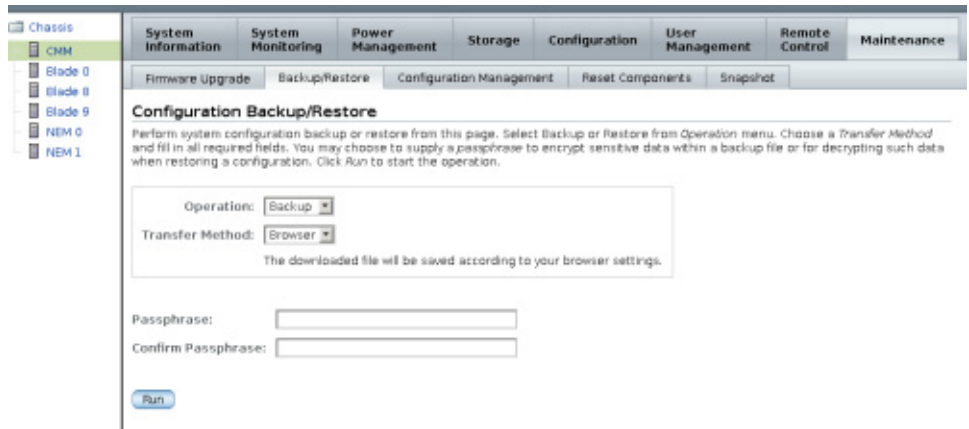 Chassis
CMM
Blade 0
Blade 8
Blade 9
NEM 0
NEM 1
System Information
System Monitoring
Power Management
Storage
Configuration
User Management
Remote Control
Maintenance
Firmware Upgrade
Backup/Restore
Configuration Management
Reset Components
Snapshot
Configuration Backup/Restore
Perform system configuration backup or restore from this page. Select Backup or Restore from Operation menu. Choose a Transfer Method
and fill in all required fields. You may choose to supply a passphrase to encrypt sensitive data within a backup file or for decrypting such data
when restoring a configuration. Click Run to start the operation.
Operation: Backup
Transfer Method: Browser
The downloaded file will be saved according to your browser settings.
Passphrase:
Confirm Passphrase:
Run